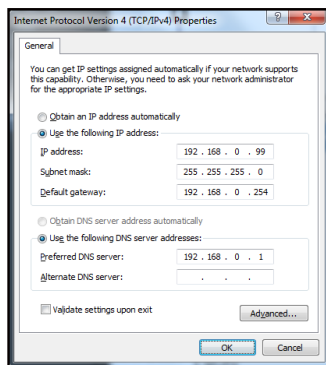 Internet Protocol Version 4 (TCP/IPv4) Properties
General
You can get IP settings assigned automatically if your network supports
this capability. Otherwise, you need to ask your network administrator
for the appropriate IP settings.
Obtain an IP address automatically
Use the following IP address:
IP address: 192 . 168 . 0 . 99
Subnet mask: 255 . 255 . 255 . 0
Default gateway: 192 . 168 . 0 . 254
Obtain DNS server address automatically
Use the following DNS server addresses:
Preferred DNS server: 192 . 168 . 0 . 1
Alternate DNS server: . . .
Validate settings upon exit
Advanced...
OK Cancel